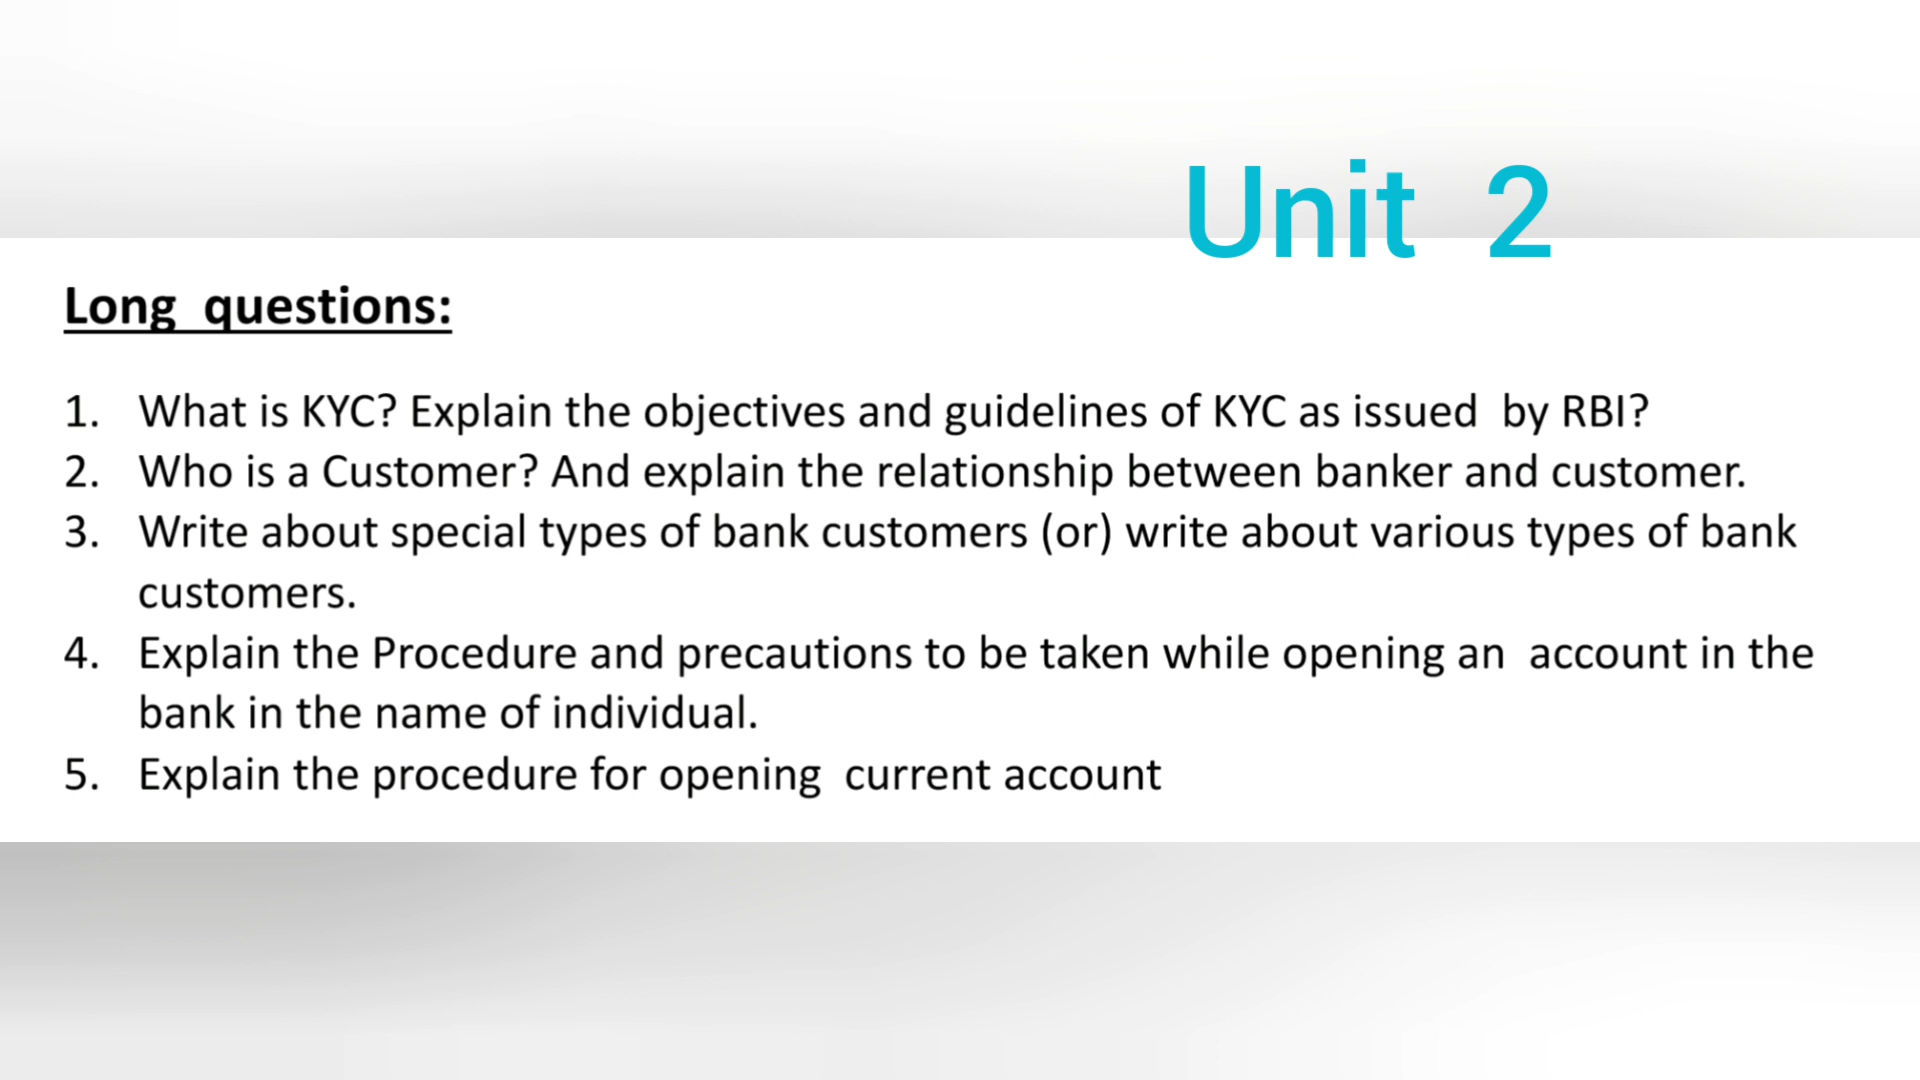 Unit 2
Long questions:
1. What is KYC? Explain the objectives and guidelines of KYC as issued by RBI?
2. Who is a Customer? And explain the relationship between banker and customer.
3. Write about special types of bank customers (or) write about various types of bank
customers.
4. Explain the Procedure and precautions to be taken while opening an account in the
bank in the name of individual.
5. Explain the procedure for opening current account